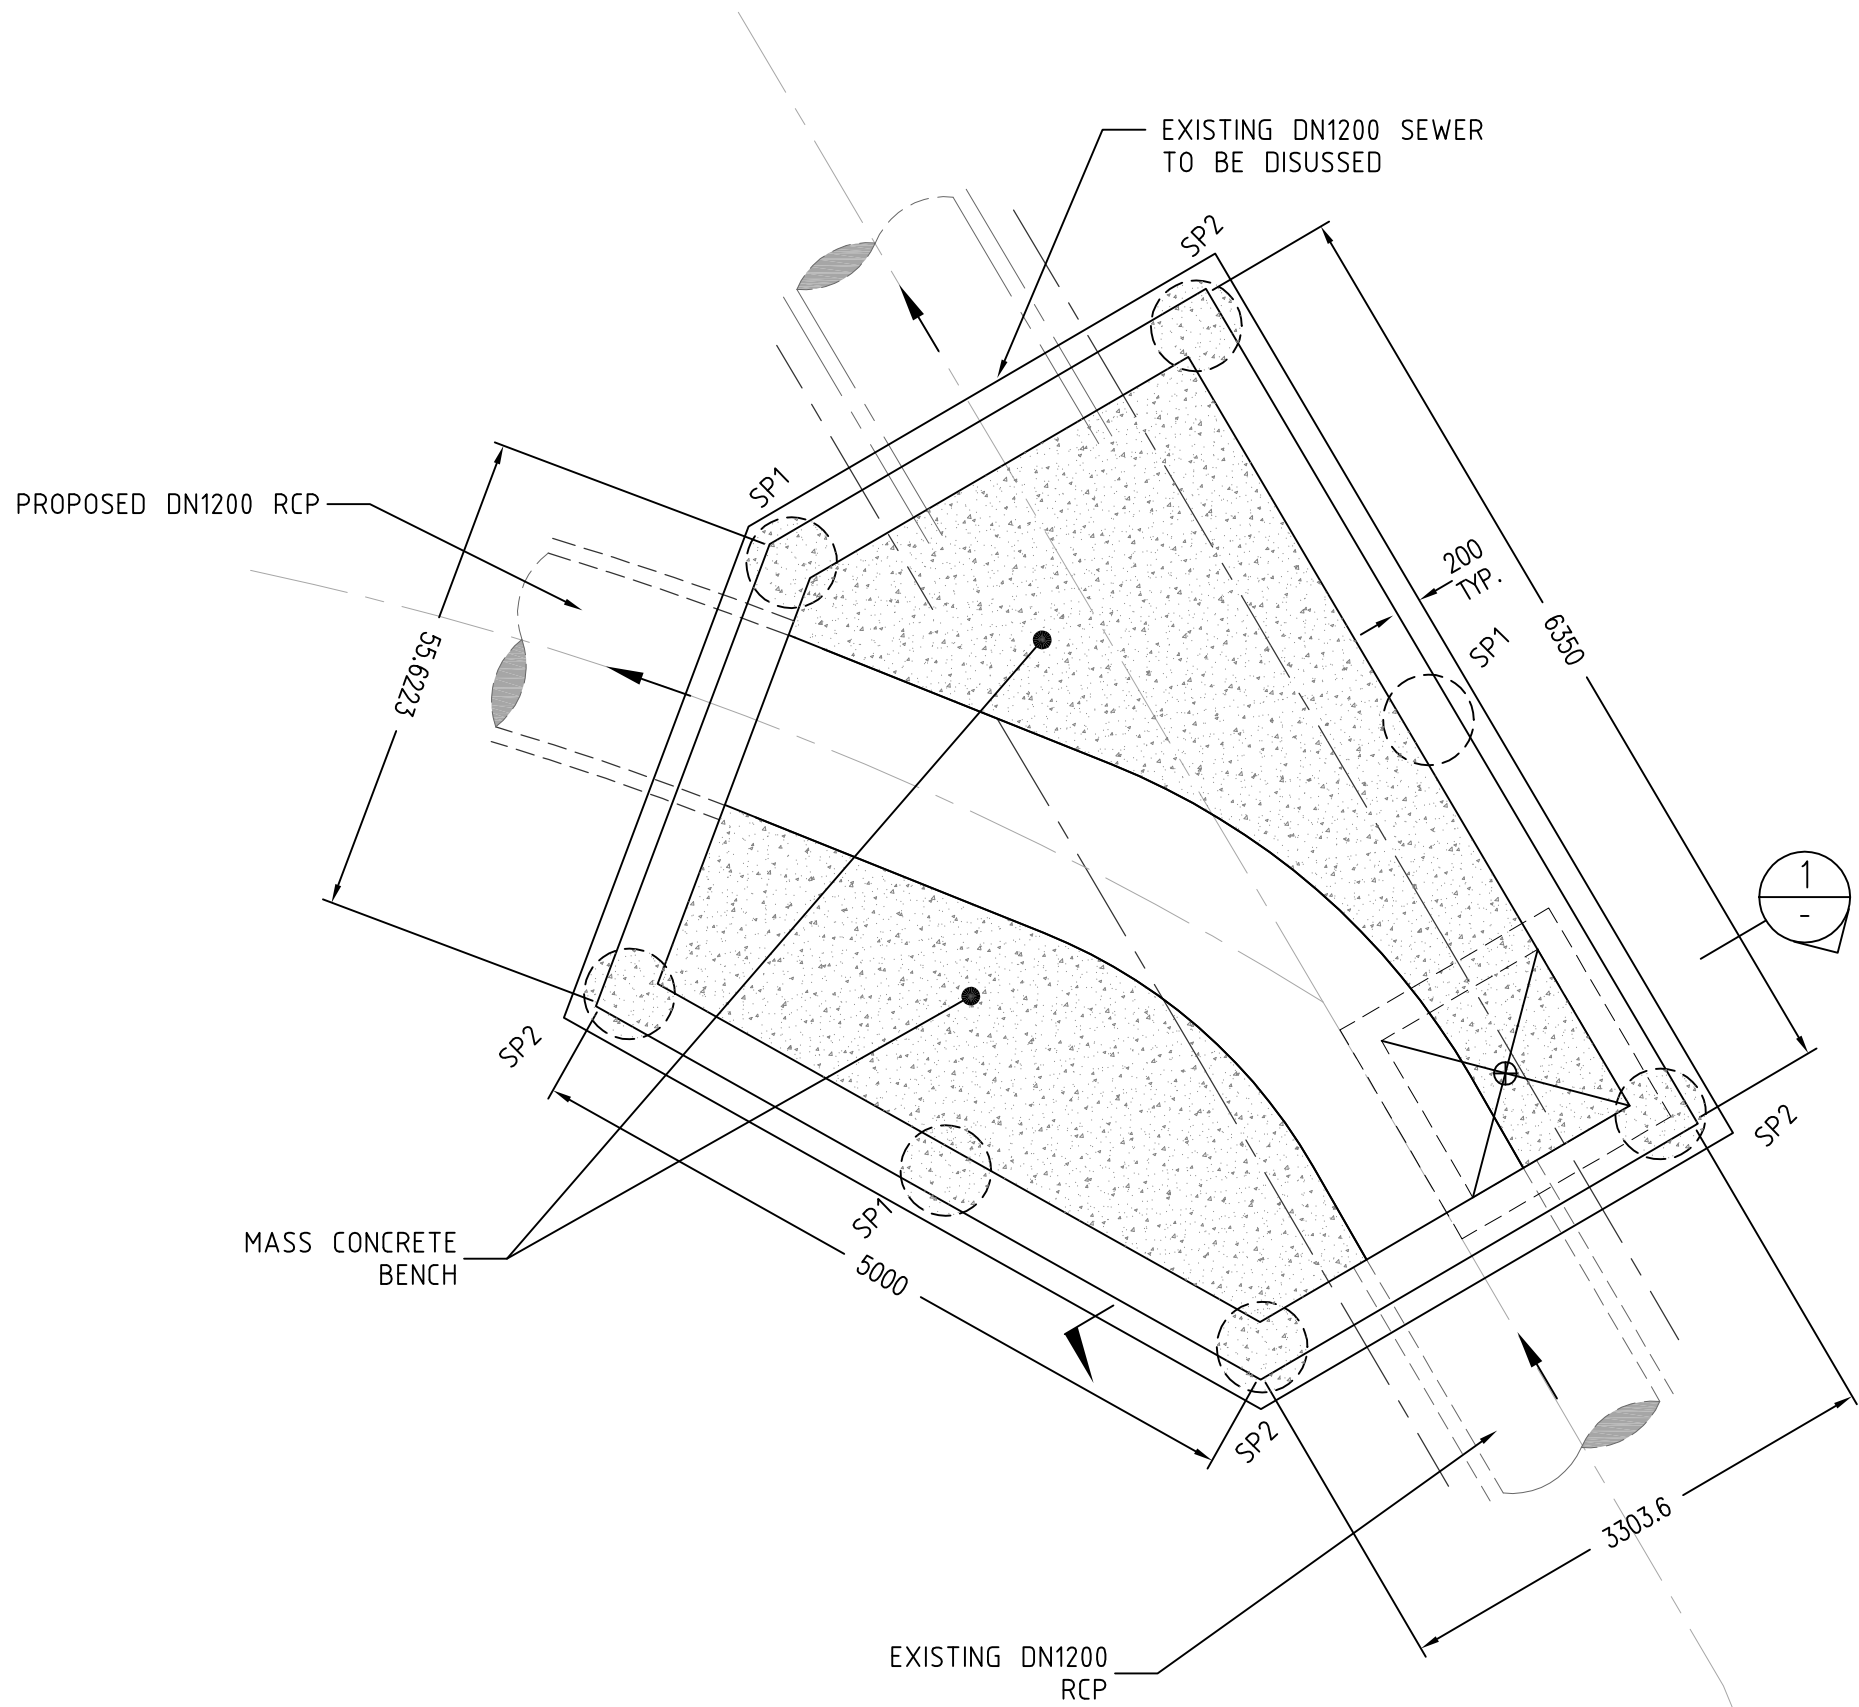 EXISTING DN1200 SEWER
TO BE DISUSSED
SP2
SP1
PROPOSED DN1200 RCP
200
TYP.
SP1
6350
55.6223
1
-
SP2
SP2
SP1
MASS CONCRETE
BENCH
5000
SP2
3303.6
EXISTING DN1200
RCP